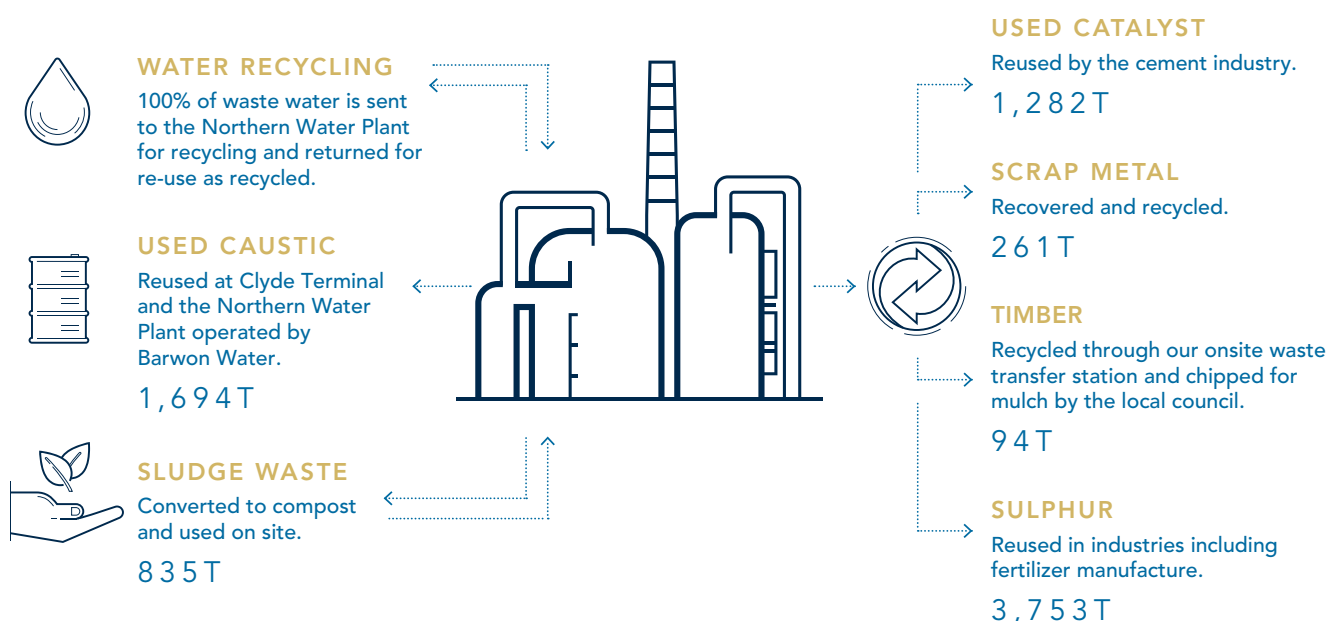 WATER RECYCLING
100% of waste water is sent
to the Northern Water Plant
for recycling and returned for
re-use as recycled.
USED CAUSTIC
Reused at Clyde Terminal
and the Northern Water
Plant operated by
Barwon Water.
1,694T
SLUDGE WASTE
Converted to compost
and used on site.
835T
USED CATALYST
Reused by the cement industry.
1,282T
SCRAP METAL
Recovered and recycled.
261T
TIMBER
Recycled through our onsite waste
transfer station and chipped for
mulch by the local council.
94T
SULPHUR
Reused in industries including
fertilizer manufacture.
3,753T